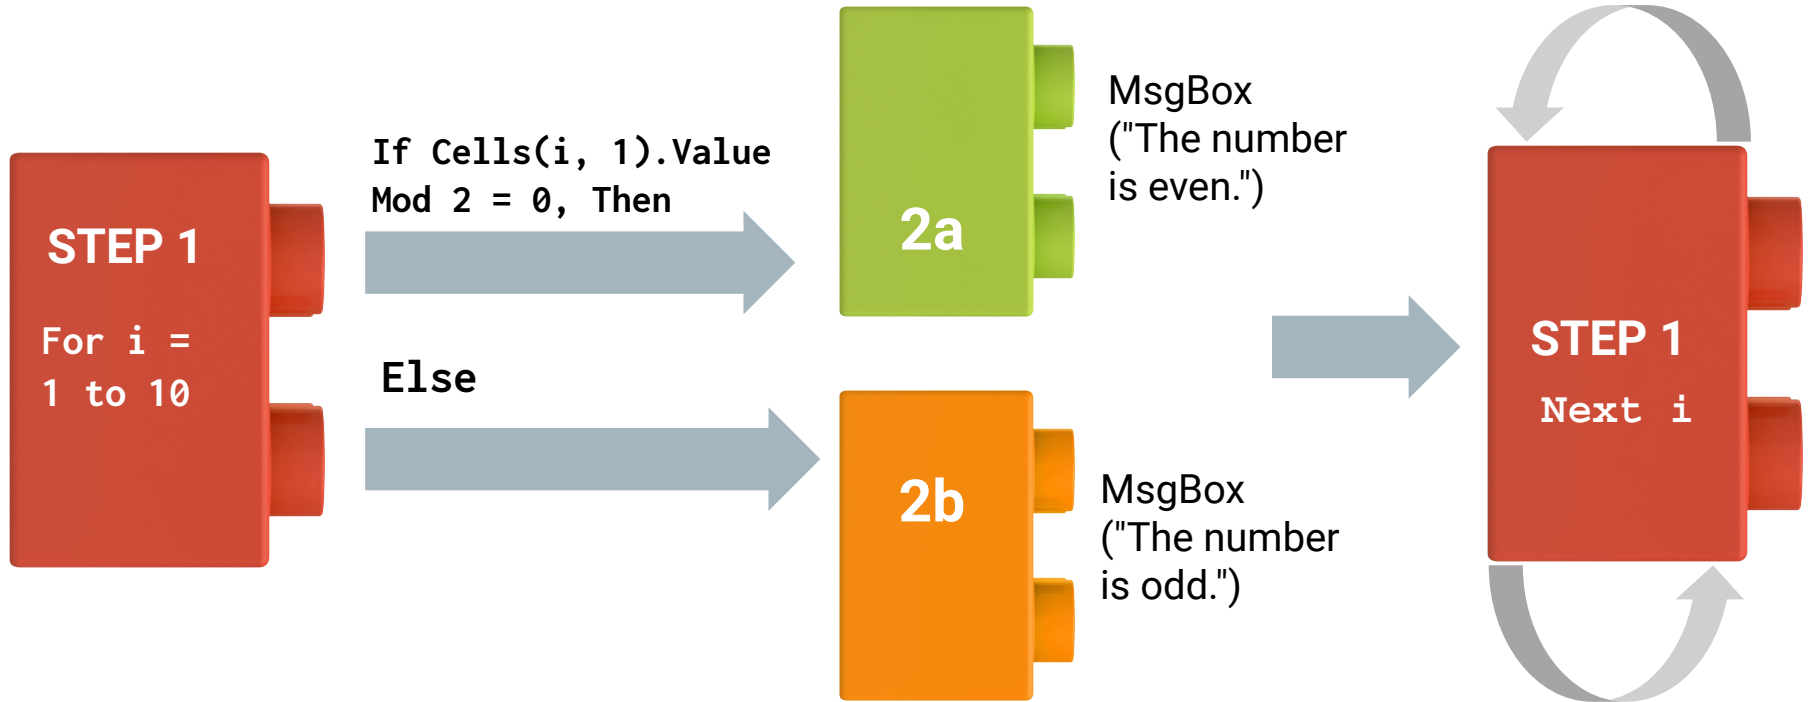 STEP 1
For i =
1 to 10
If Cells(i, 1).Value
Mod 2 = 0, Then
Else
2a
MsgBox
("The number
is even.")
2b
MsgBox
("The number
is odd.")
STEP 1
Next i